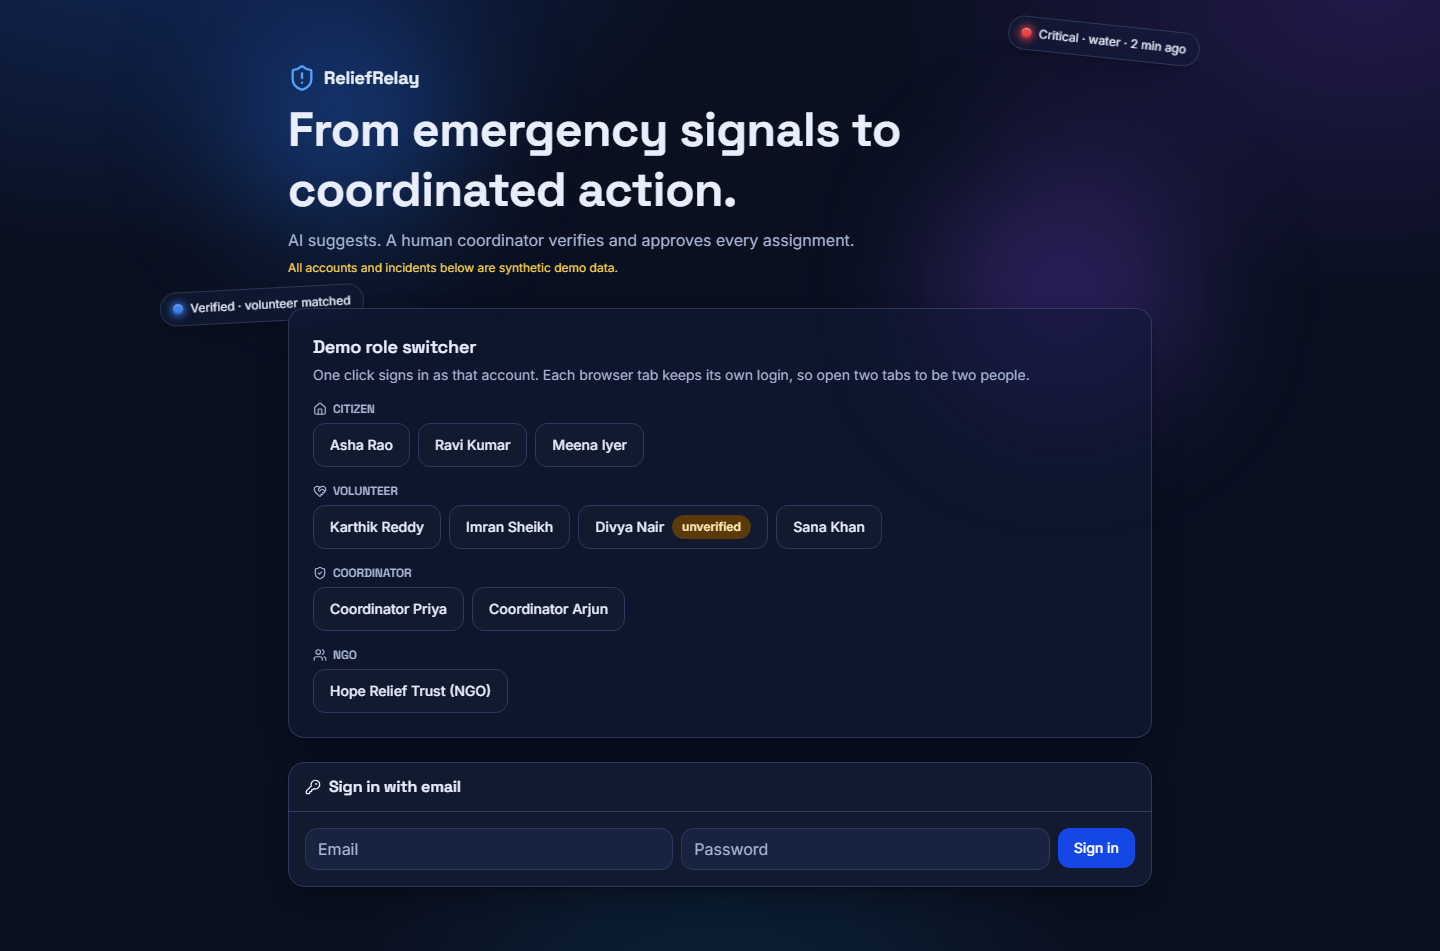 Critical · water · 2 min ago
ReliefRelay
From emergency signals to
coordinated action.
AI suggests. A human coordinator verifies and approves every assignment.
All accounts and incidents below are synthetic demo data.
Verified · volunteer matched
Demo role switcher
One click signs in as that account. Each browser tab keeps its own login, so open two tabs to be two people.
CITIZEN
Asha Rao Ravi Kumar Meena Iyer
VOLUNTEER
Karthik Reddy Imran Sheikh Divya Nair unverified Sana Khan
COORDINATOR
Coordinator Priya Coordinator Arjun
NGO
Hope Relief Trust (NGO)
Sign in with email
Email Password Sign in